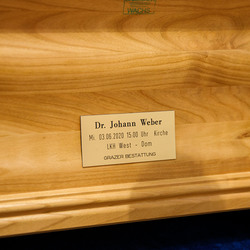 Dr. Johann Weber
Mi. 03.06.2020 15:00 Uhr Kirche
LKH West - Dom
GRAZER BESTATTUNG